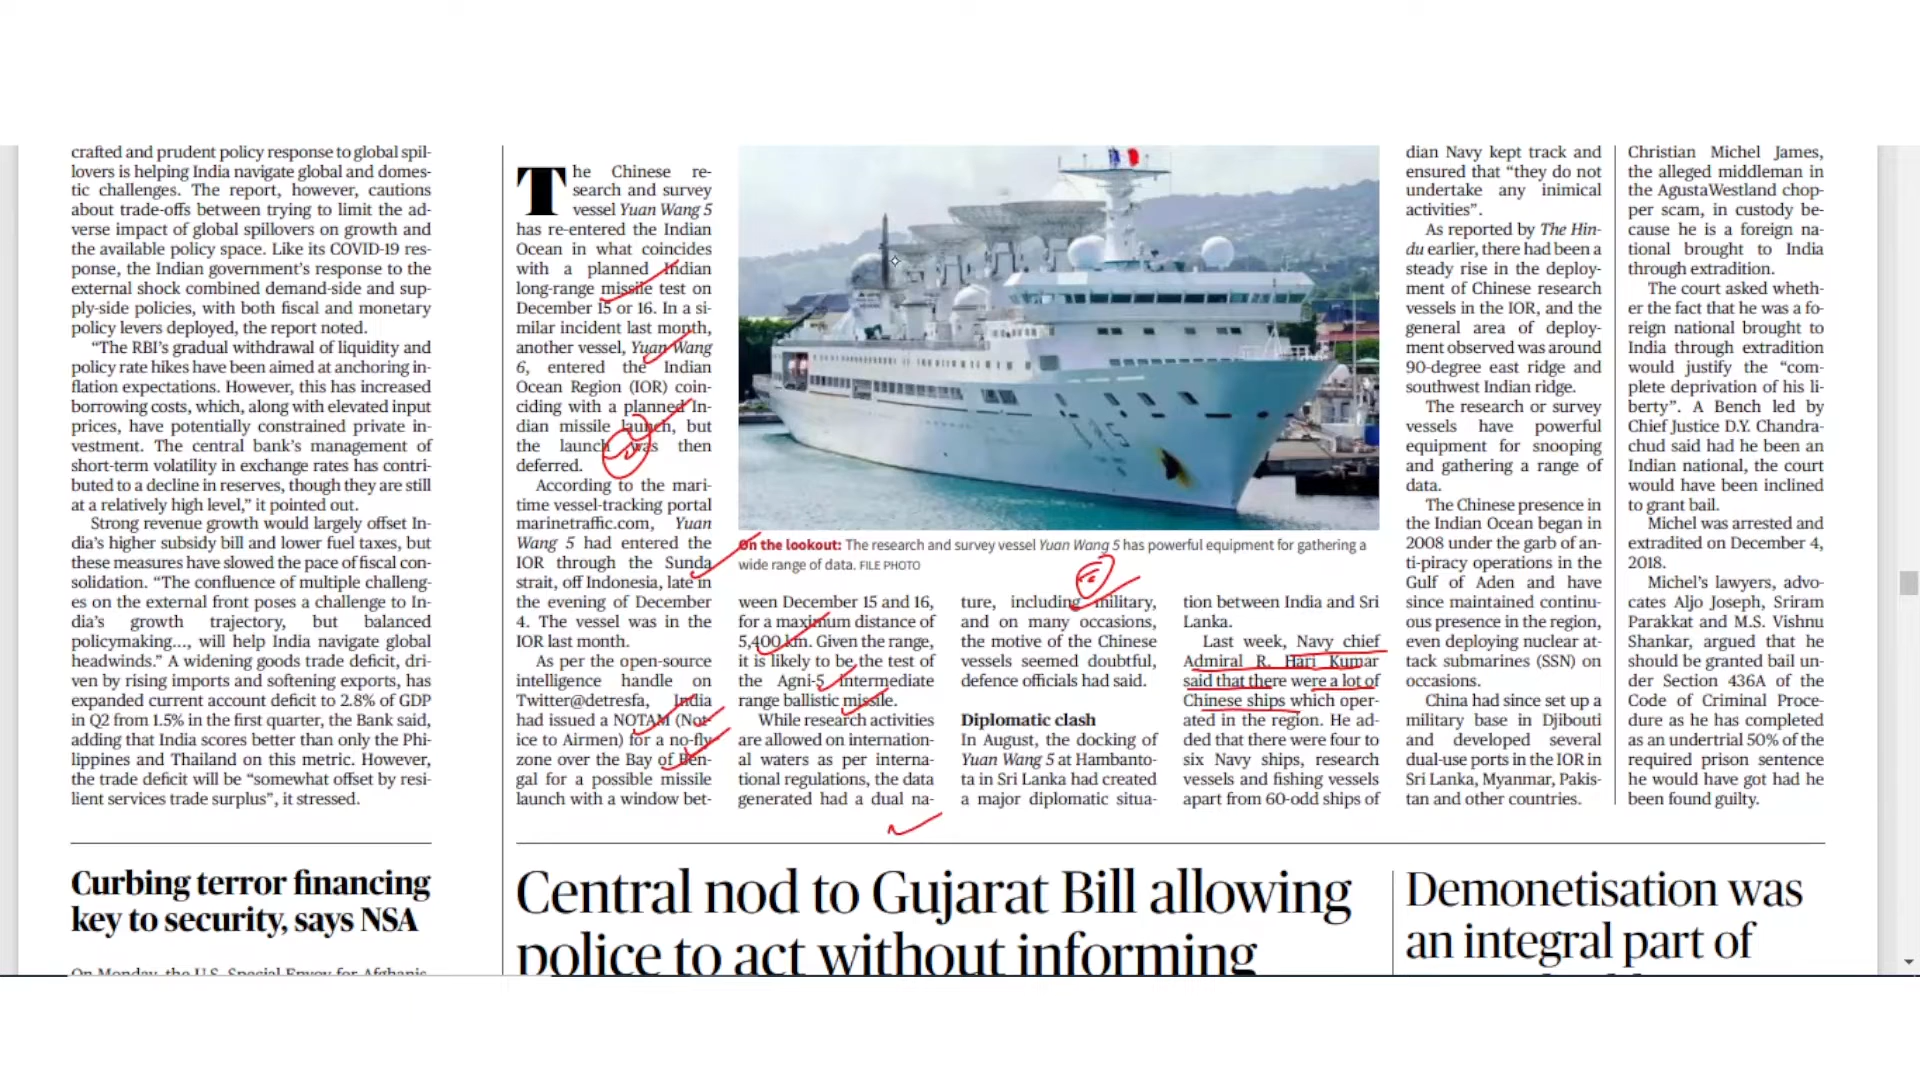 crafted and prudent policy response to global spil-
lovers is helping India navigate global and domes-
tic challenges. The report, however, cautions
about trade-offs between trying to limit the ad-
verse impact of global spillovers on growth and
the available policy space. Like its COVID-19 res-
ponse, the Indian government's response to the
external shock combined demand-side and sup-
ply-side policies, with both fiscal and monetary
policy levers deployed, the report noted.
“The RBI's gradual withdrawal of liquidity and
policy rate hikes have been aimed at anchoring in-
flation expectations. However, this has increased
borrowing costs, which, along with elevated input
prices, have potentially constrained private in-
vestment. The central bank's management of
short-term volatility in exchange rates has contri-
buted to a decline in reserves, though they are still
at a relatively high level,” it pointed out.
Strong revenue growth would largely offset In-
dia's higher subsidy bill and lower fuel taxes, but
these measures have slowed the pace of fiscal con-
solidation. “The confluence of multiple challeng-
es on the external front poses a challenge to In-
dia's growth trajectory, but balanced
policymaking..., will help India navigate global
headwinds.” A widening goods trade deficit, dri-
ven by rising imports and softening exports, has
expanded current account deficit to 2.8% of GDP
in Q2 from 1.5% in the first quarter, the Bank said,
adding that India scores better than only the Phi-
lippines and Thailand on this metric. However,
the trade deficit will be “somewhat offset by resi-
lient services trade surplus”, it stressed.
Curbing terror financing
key to security, says NSA
On Monday, the U.S. Special Envoy for Afghanis-
The Chinese re-
search and survey
vessel Yuan Wang 5
has re-entered the Indian
Ocean in what coincides
with a planned Indian
long-range missile test on
December 15 or 16. In a si-
milar incident last month,
another vessel, Yuan Wang
6, entered the Indian
Ocean Region (IOR) coin-
ciding with a planned In-
dian missile launch, but
the launch was then
deferred.
According to the mari-
time vessel-tracking portal
marinetraffic.com, Yuan
Wang 5 had entered the
IOR through the Sunda
strait, off Indonesia, late in
the evening of December
4. The vessel was in the
IOR last month.
As per the open-source
intelligence handle on
Twitter@detresfa, India
had issued a NOTAM (Not-
ice to Airmen) for a no-fly
zone over the Bay of Ben-
gal for a possible missile
launch with a window bet-
On the lookout: The research and survey vessel Yuan Wang 5 has powerful equipment for gathering a
wide range of data. FILE PHOTO
ween December 15 and 16,
for a maximum distance of
5,400 km. Given the range,
it is likely to be the test of
the Agni-5 intermediate
range ballistic missile.
While research activities
are allowed on internation-
al waters as per interna-
tional regulations, the data
generated had a dual na-
ture, including military,
and on many occasions,
the motive of the Chinese
vessels seemed doubtful,
defence officials had said.
Diplomatic clash
In August, the docking of
Yuan Wang 5 at Hambanto-
ta in Sri Lanka had created
a major diplomatic situa-
tion between India and Sri
Lanka.
Last week, Navy chief
Admiral R. Hari Kumar
said that there were a lot of
Chinese ships which oper-
ated in the region. He ad-
ded that there were four to
six Navy ships, research
vessels and fishing vessels
apart from 60-odd ships of
dian Navy kept track and
ensured that “they do not
undertake any inimical
activities”.
As reported by The Hin-
du earlier, there had been a
steady rise in the deploy-
ment of Chinese research
vessels in the IOR, and the
general area of deploy-
ment observed was around
90-degree east ridge and
southwest Indian ridge.
The research or survey
vessels have powerful
equipment for snooping
and gathering a range of
data.
The Chinese presence in
the Indian Ocean began in
2008 under the garb of an-
ti-piracy operations in the
Gulf of Aden and have
since maintained continu-
ous presence in the region,
even deploying nuclear at-
tack submarines (SSN) on
occasions.
China had since set up a
military base in Djibouti
and developed several
dual-use ports in the IOR in
Sri Lanka, Myanmar, Pakis-
tan and other countries.
Christian Michel James,
the alleged middleman in
the AgustaWestland chop-
per scam, in custody be-
cause he is a foreign na-
tional brought to India
through extradition.
The court asked wheth-
er the fact that he was a fo-
reign national brought to
India through extradition
would justify the “com-
plete deprivation of his li-
berty”. A Bench led by
Chief Justice D.Y. Chandra-
chud said had he been an
Indian national, the court
would have been inclined
to grant bail.
Michel was arrested and
extradited on December 4,
2018.
Michel's lawyers, advo-
cates Aljo Joseph, Sriram
Parakkat and M.S. Vishnu
Shankar, argued that he
should be granted bail un-
der Section 436A of the
Code of Criminal Proce-
dure as he has completed
as an undertrial 50% of the
required prison sentence
he would have got had he
been found guilty.
Central nod to Gujarat Bill allowing
police to act without informing
Demonetisation was
an integral part of